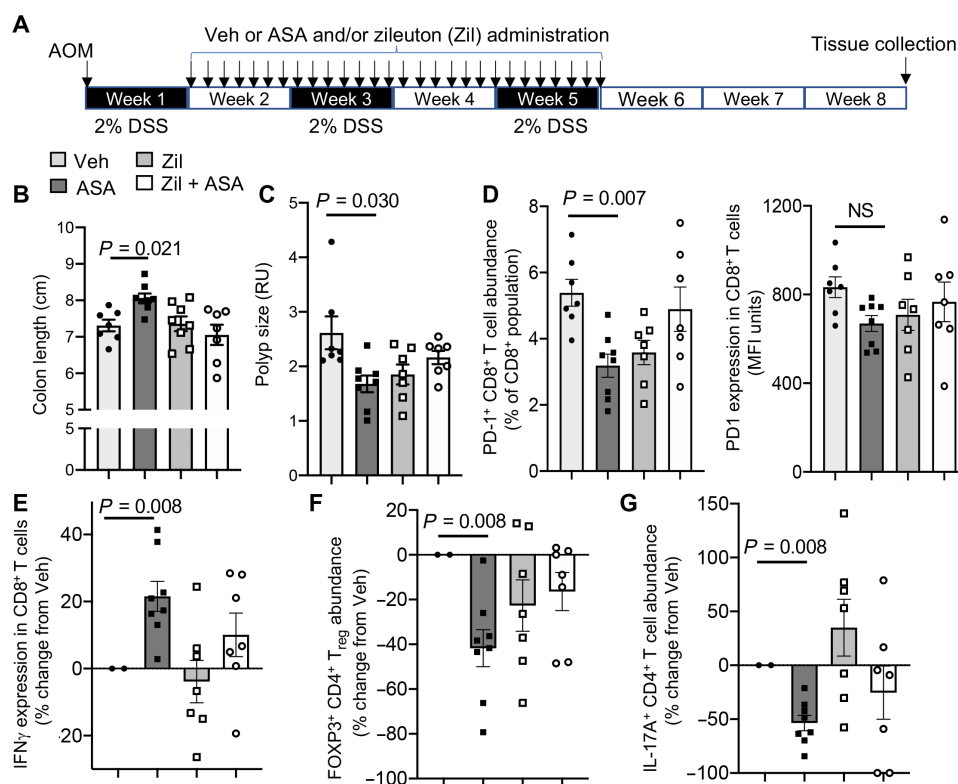 A
Veh or ASA and/or zileuton (Zil) administration
AOM
Tissue collection
Week 1 Week 2 Week 3 Week 4 Week 5 Week 6 Week 7 Week 8
2% DSS 2% DSS 2% DSS
Veh Zil
ASA Zil + ASA
B
P = 0.021
Colon length (cm)
10
9
8
7
6
5
5
0
C
P = 0.030
Polyp size (RU)
5
4
3
2
1
0
D
P = 0.007
PD-1⁺ CD8⁺ T cell abundance
(% of CD8⁺ population)
8
6
4
2
0
NS
PD1 expression in CD8⁺ T cells
(MFI units)
1200
800
400
0
E
P = 0.008
IFNγ expression in CD8⁺ T cells
(% change from Veh)
40
20
0
20
F
P = 0.008
FOXP3⁺ CD4⁺ Treg abundance
(% change from Veh)
20
0
−20
−40
−60
−80
−100
G
P = 0.008
IL-17A⁺ CD4⁺ T cell abundance
(% change from Veh)
150
100
50
0
−50
−100